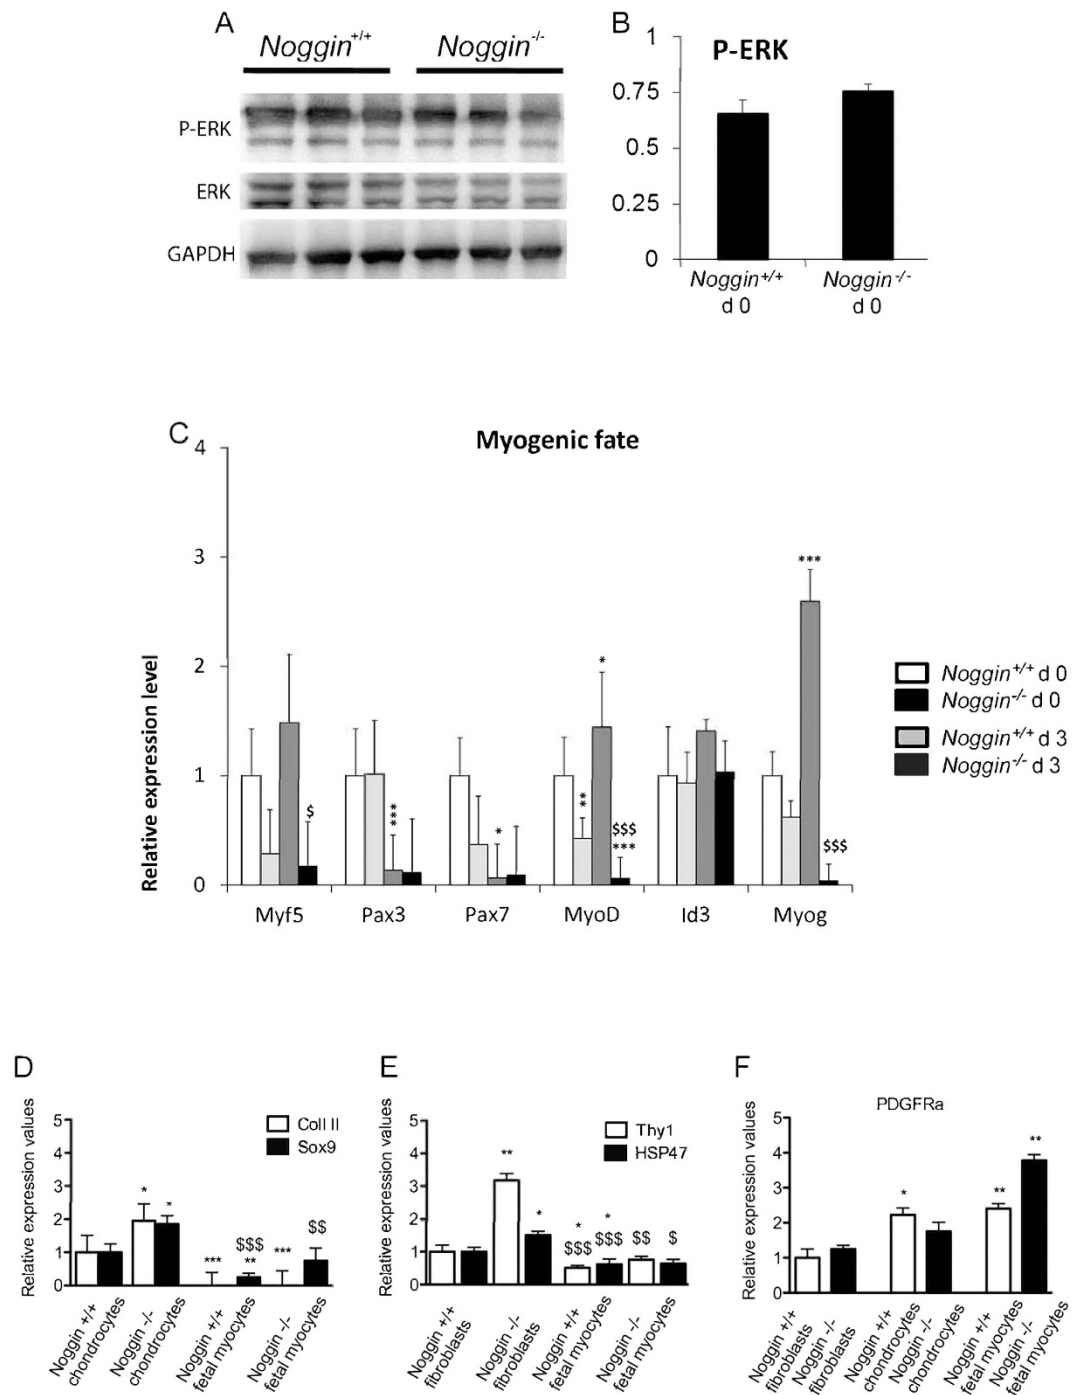 A
Noggin+/+ Noggin-/-
P-ERK
ERK
GAPDH
B
P-ERK
1
0.75
0.5
0.25
0
Noggin+/+ Noggin-/-
d 0 d 0
C
Myogenic fate
Relative expression level
4
3
2
1
0
$
***
*
**
*
$$$
***
***
$$$
Myf5 Pax3 Pax7 MyoD Id3 Myog
Noggin+/+ d 0
Noggin-/- d 0
Noggin+/+ d 3
Noggin-/- d 3
D
Relative expression values
5
4
3
2
1
0
Coll II
Sox9
* *
*** $$$
** *** $$
Noggin +/+
chondrocytes
Noggin -/-
chondrocytes
Noggin +/+
fetal myocytes
Noggin -/-
fetal myocytes
E
Relative expression values
5
4
3
2
1
0
Thy1
HSP47
**
*
* *
$$$ $$$ $$ $
Noggin +/+
fibroblasts
Noggin -/-
fibroblasts
Noggin +/+
fetal myocytes
Noggin -/-
fetal myocytes
F
PDGFRa
Relative expression values
5
4
3
2
1
0
*
**
**
Noggin +/+
fibroblasts
Noggin -/-
fibroblasts
Noggin +/+
chondrocytes
Noggin -/-
chondrocytes
Noggin +/+
fetal myocytes
Noggin -/-
fetal myocytes